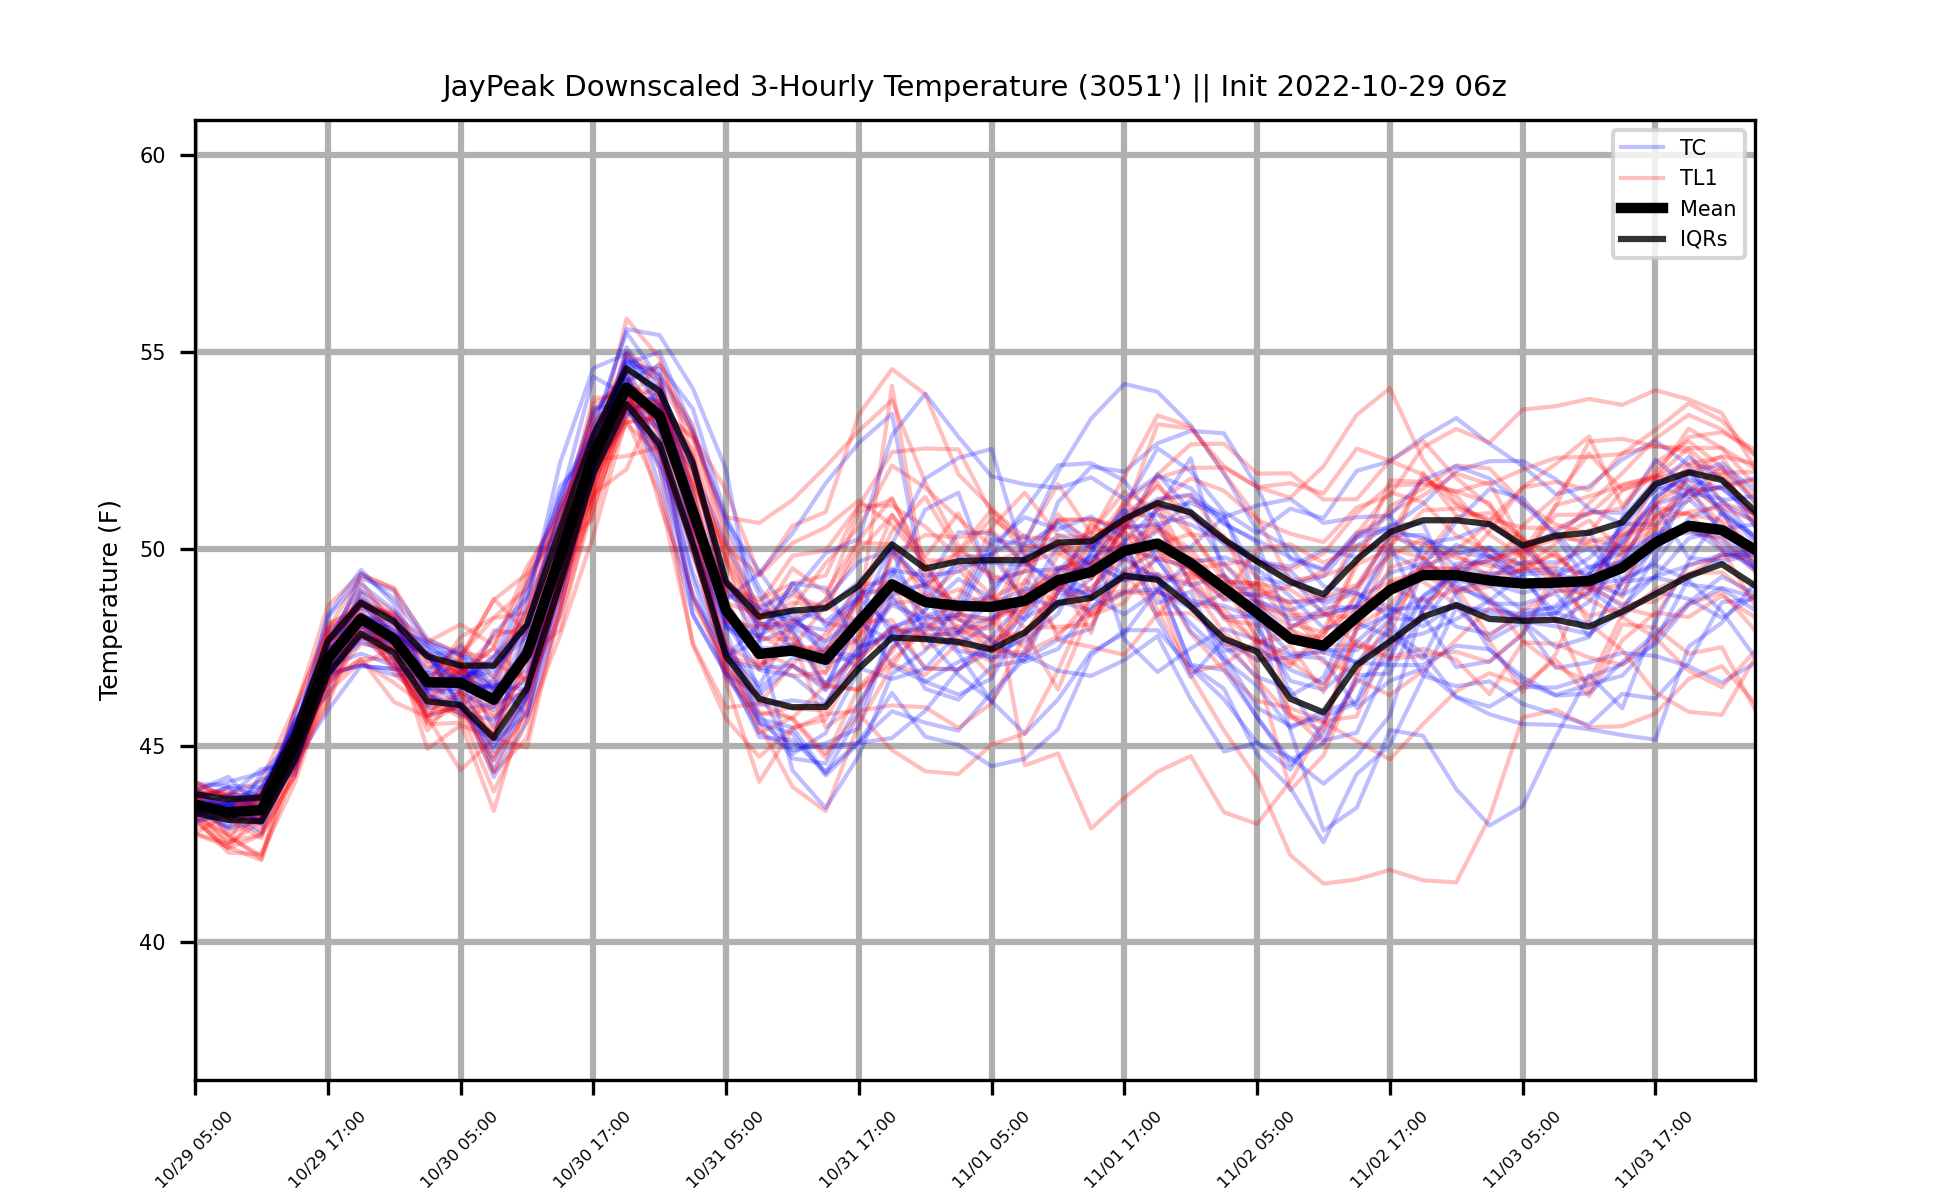 JayPeak Downscaled 3-Hourly Temperature (3051') || Init 2022-10-29 06z
TC
TL1
Mean
IQRs
Temperature (F)
60
55
50
45
40
10/29 05:00
10/29 17:00
10/30 05:00
10/30 17:00
10/31 05:00
10/31 17:00
11/01 05:00
11/01 17:00
11/02 05:00
11/02 17:00
11/03 05:00
11/03 17:00